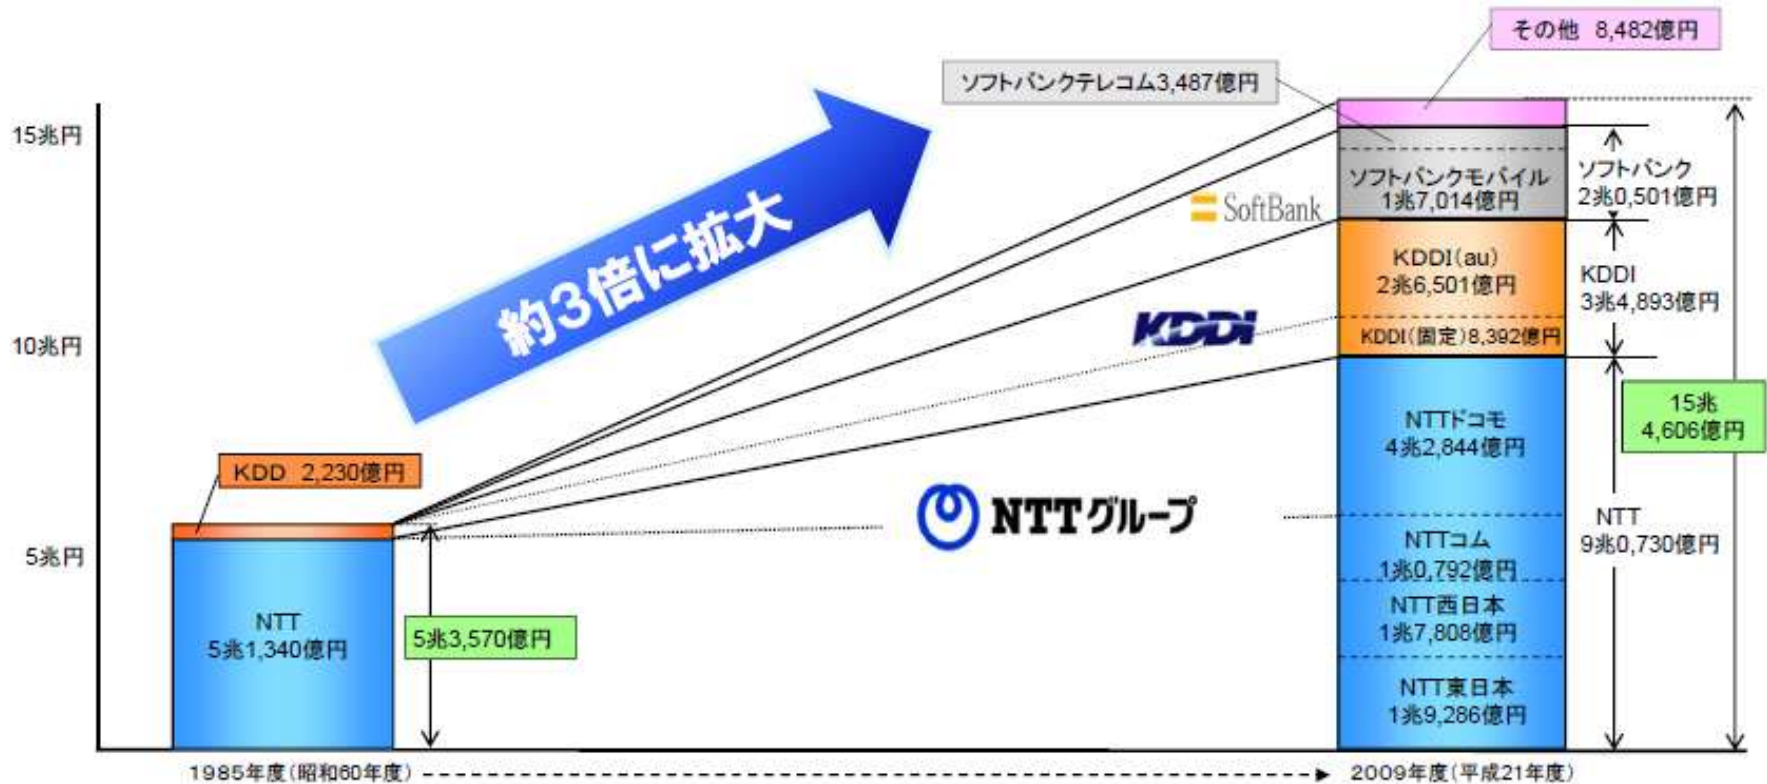 その他 8,482億円
ソフトバンクテレコム3,487億円
15兆円
10兆円
5兆円
約3倍に拡大
SoftBank
KDDI
NTTグループ
KDD 2,230億円
NTT
5兆1,340億円
5兆3,570億円
ソフトバンクモバイル
1兆7,014億円
KDDI(au)
2兆6,501億円
KDDI(固定)8,392億円
NTTドコモ
4兆2,844億円
NTTコム
1兆0,792億円
NTT西日本
1兆7,808億円
NTT東日本
1兆9,286億円
ソフトバンク
2兆0,501億円
KDDI
3兆4,893億円
15兆
4,606億円
NTT
9兆0,730億円
1985年度(昭和60年度)
2009年度(平成21年度)